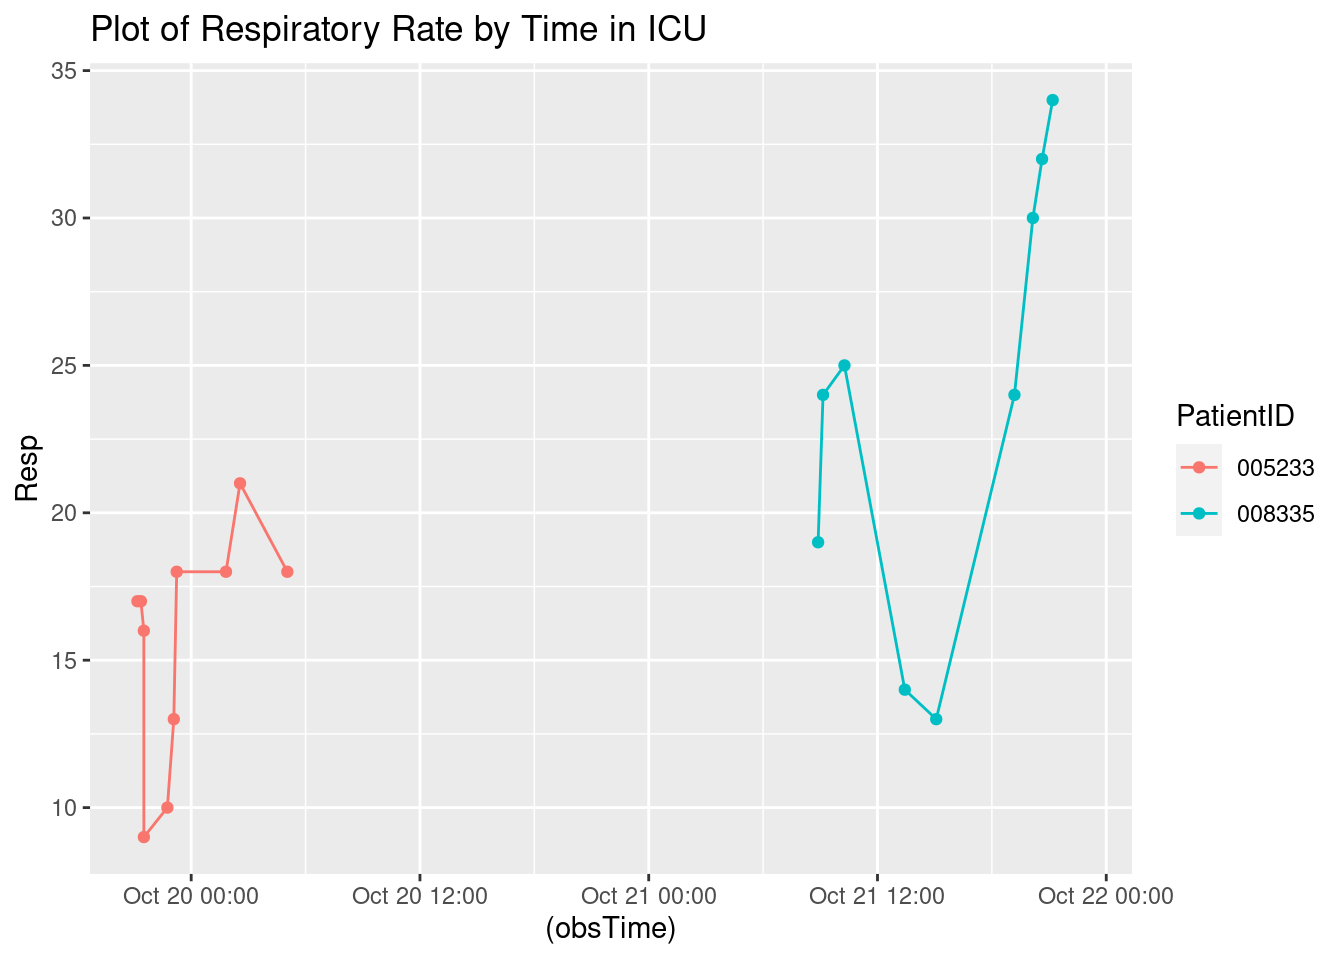 Plot of Respiratory Rate by Time in ICU
35
30
25
20
15
10
Resp
Oct 20 00:00
Oct 20 12:00
Oct 21 00:00
Oct 21 12:00
Oct 22 00:00
(obsTime)
PatientID
005233
008335